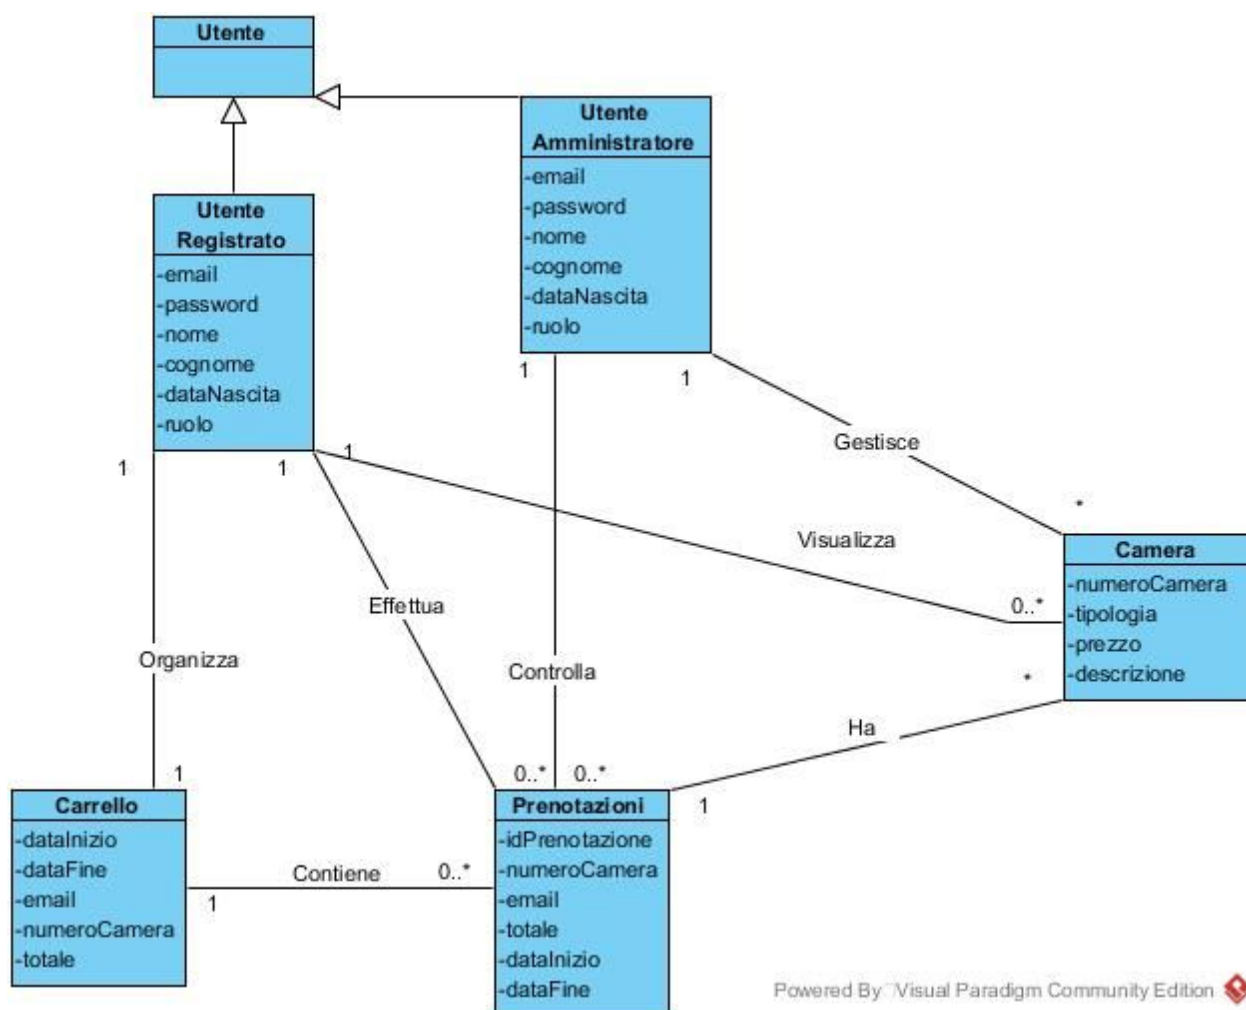 Utente
Utente
Amministratore
-email
-password
-nome
-cognome
-dataNascita
-ruolo
Utente
Registrato
-email
-password
-nome
-cognome
-dataNascita
-ruolo
1
1
Gestisce
1
1
1
*
Visualizza
Camera
-numeroCamera
-tipologia
-prezzo
-descrizione
0..*
Effettua
Organizza
Controlla
*
Ha
1
0..*
0..*
1
Carrello
-dataInizio
-dataFine
-email
-numeroCamera
-totale
Contiene
0..*
1
Prenotazioni
-idPrenotazione
-numeroCamera
-email
-totale
-dataInizio
-dataFine
Powered By Visual Paradigm Community Edition